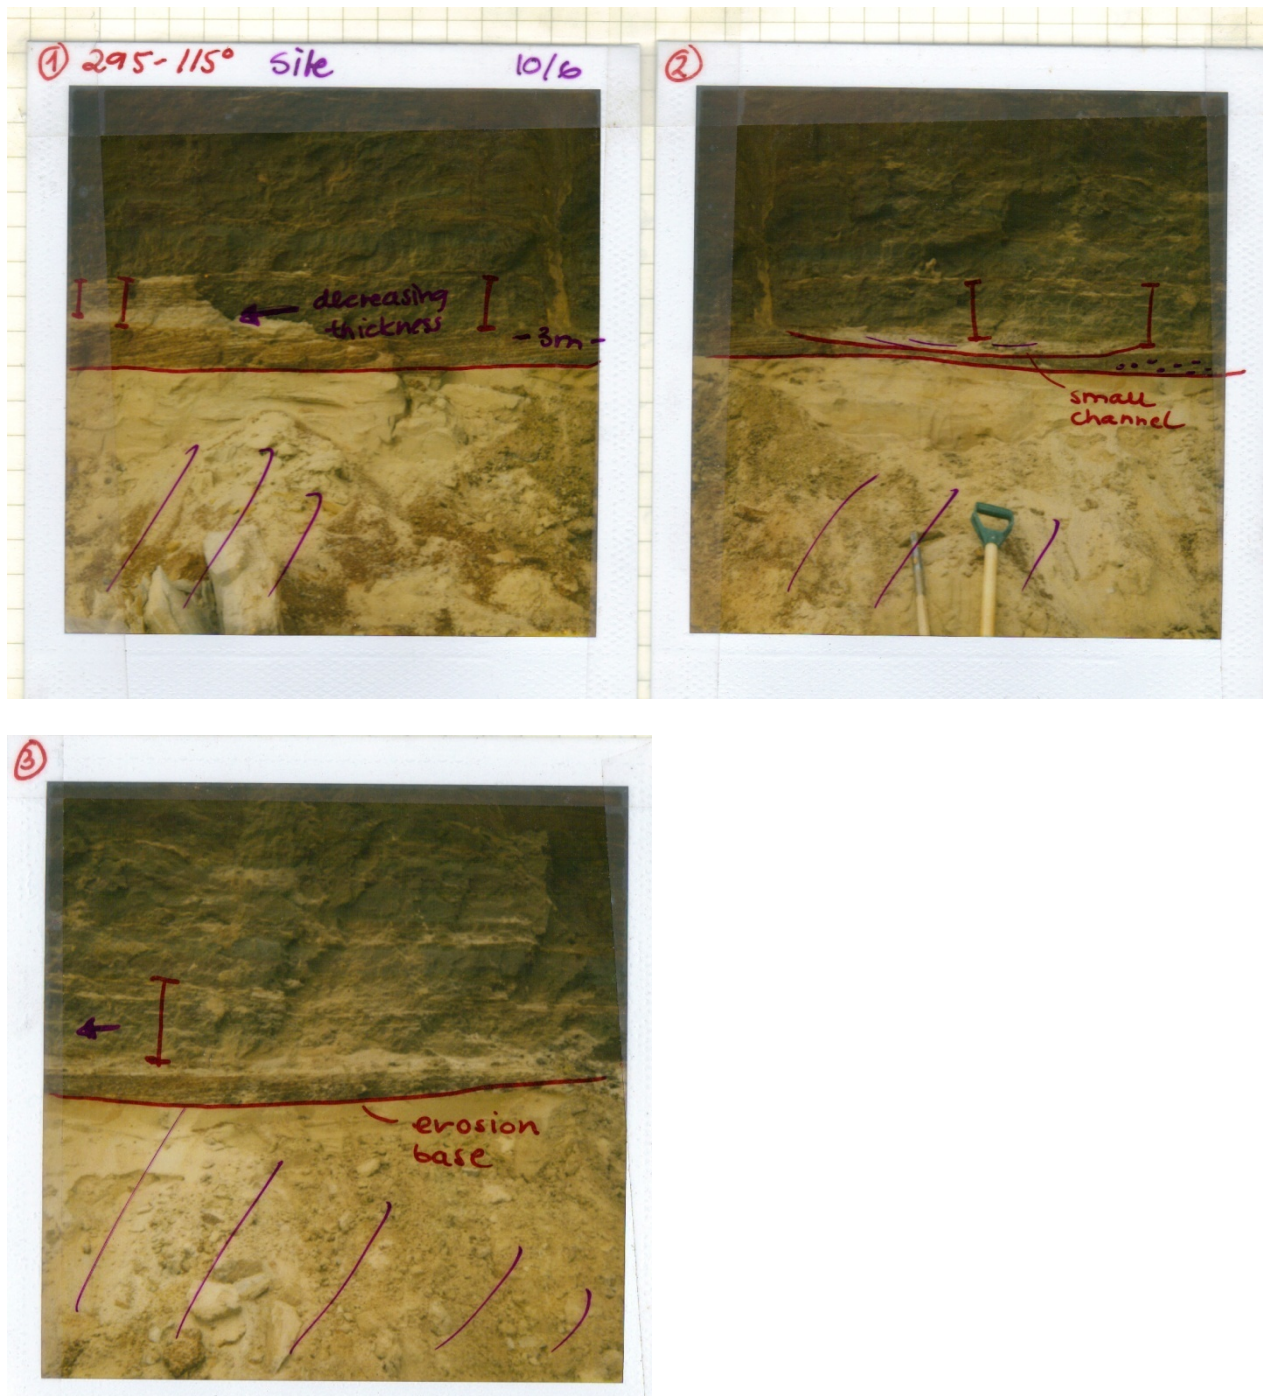 ① 295-115° Site 10/6
decreasing
thickness
- 3m -
②
small
channel
③
erosion
base